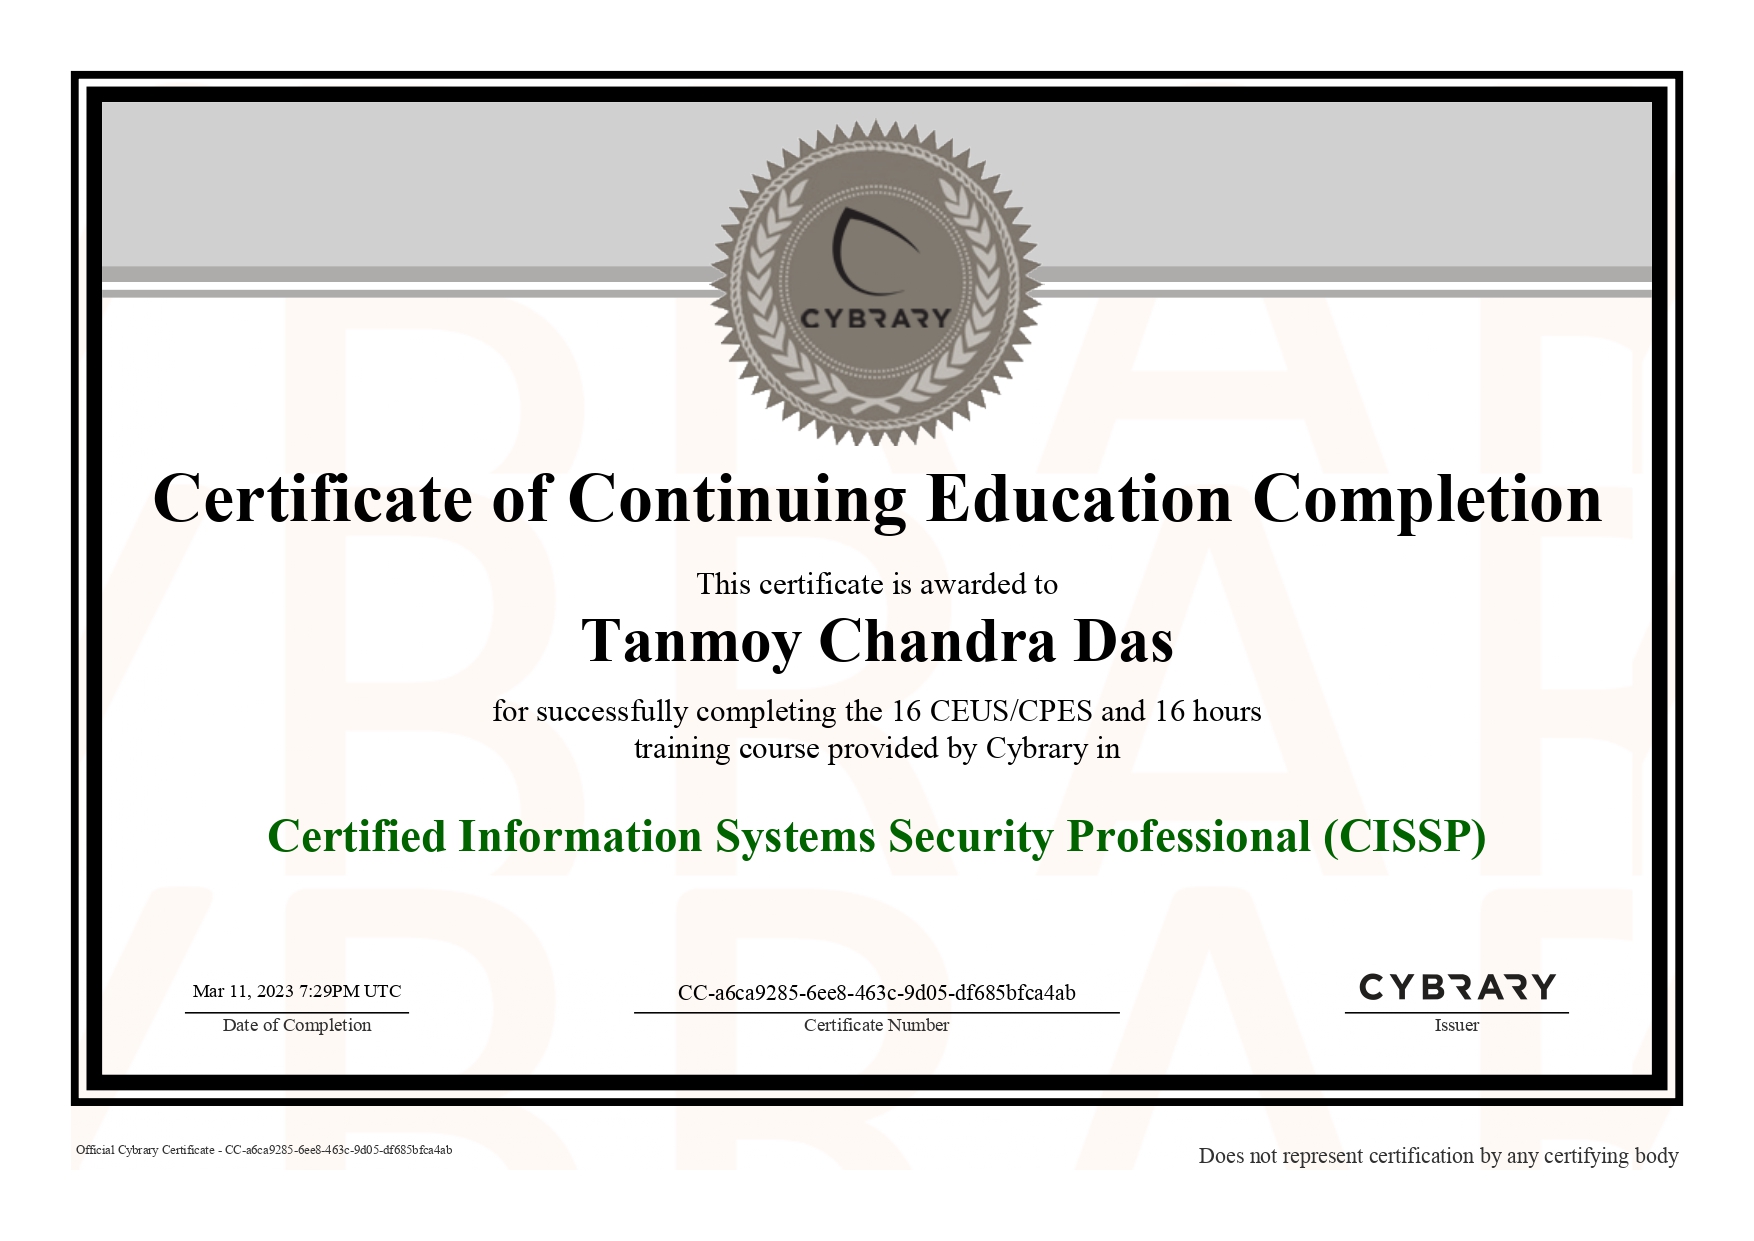 CYBRARY
Certificate of Continuing Education Completion
This certificate is awarded to
Tanmoy Chandra Das
for successfully completing the 16 CEUS/CPES and 16 hours
training course provided by Cybrary in
Certified Information Systems Security Professional (CISSP)
Mar 11, 2023 7:29PM UTC
Date of Completion
CC-a6ca9285-6ee8-463c-9d05-df685bfca4ab
Certificate Number
CYBRARY
Issuer
Official Cybrary Certificate - CC-a6ca9285-6ee8-463c-9d05-df685bfca4ab
Does not represent certification by any certifying body